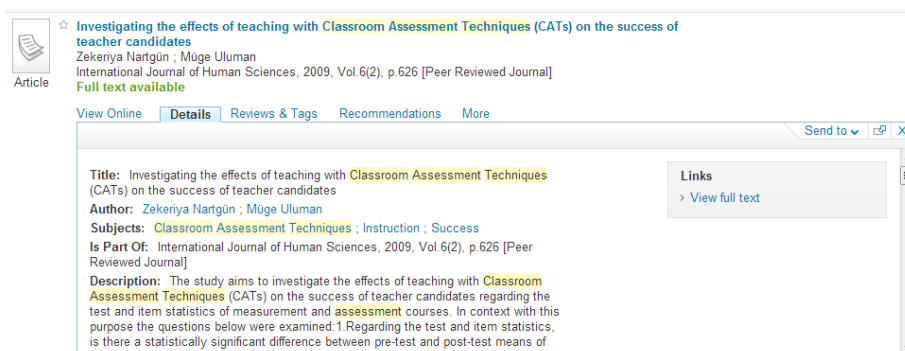 Investigating the effects of teaching with Classroom Assessment Techniques (CATs) on the success of
teacher candidates
Zekeriya Nartgün ; Müge Uluman
International Journal of Human Sciences, 2009, Vol.6(2), p.626 [Peer Reviewed Journal]
Article
Full text available
View Online Details Reviews & Tags Recommendations More
Send to X
Title: Investigating the effects of teaching with Classroom Assessment Techniques
(CATs) on the success of teacher candidates
Links
View full text
Author: Zekeriya Nartgün ; Müge Uluman
Subjects: Classroom Assessment Techniques ; Instruction ; Success
Is Part Of: International Journal of Human Sciences, 2009, Vol.6(2), p.626 [Peer
Reviewed Journal]
Description: The study aims to investigate the effects of teaching with Classroom
Assessment Techniques (CATs) on the success of teacher candidates regarding the
test and item statistics of measurement and assessment courses. In context with this
purpose the questions below were examined:1.Regarding the test and item statistics,
is there a statistically significant difference between pre-test and post-test means of